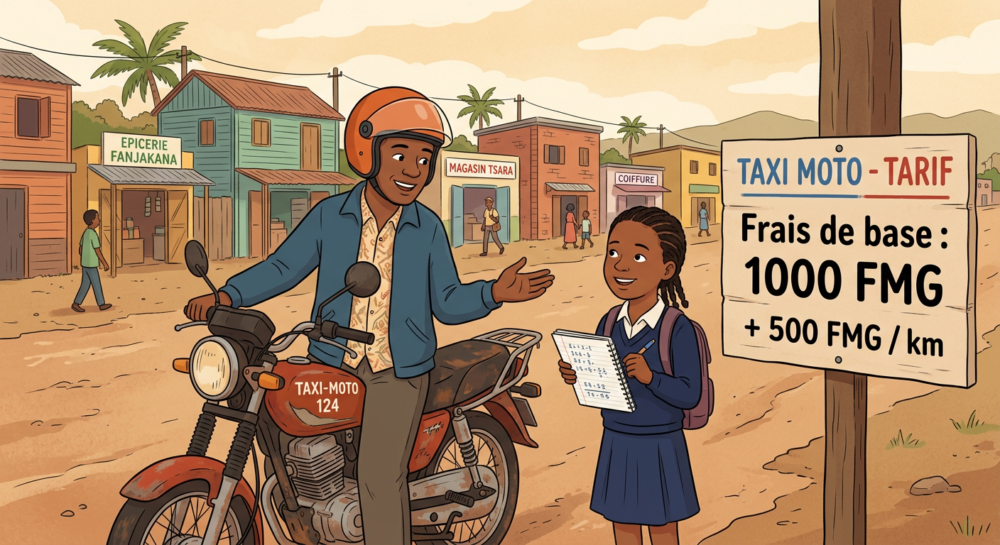 EPICERIE
FANJAKANA
MAGASIN TSARA
COIFFURE
TAXI-MOTO
124
TAXI MOTO - TARIF
Frais de base :
1000 FMG
+ 500 FMG / km